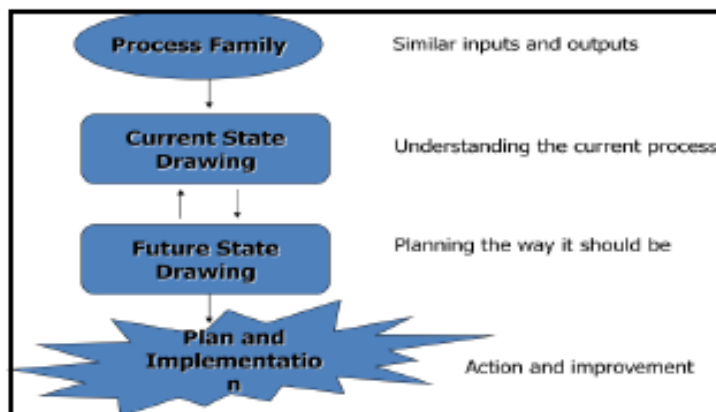 Process Family
Similar inputs and outputs
Current State
Drawing
Understanding the current process
Future State
Drawing
Planning the way it should be
Plan and
Implementatio
n
Action and improvement